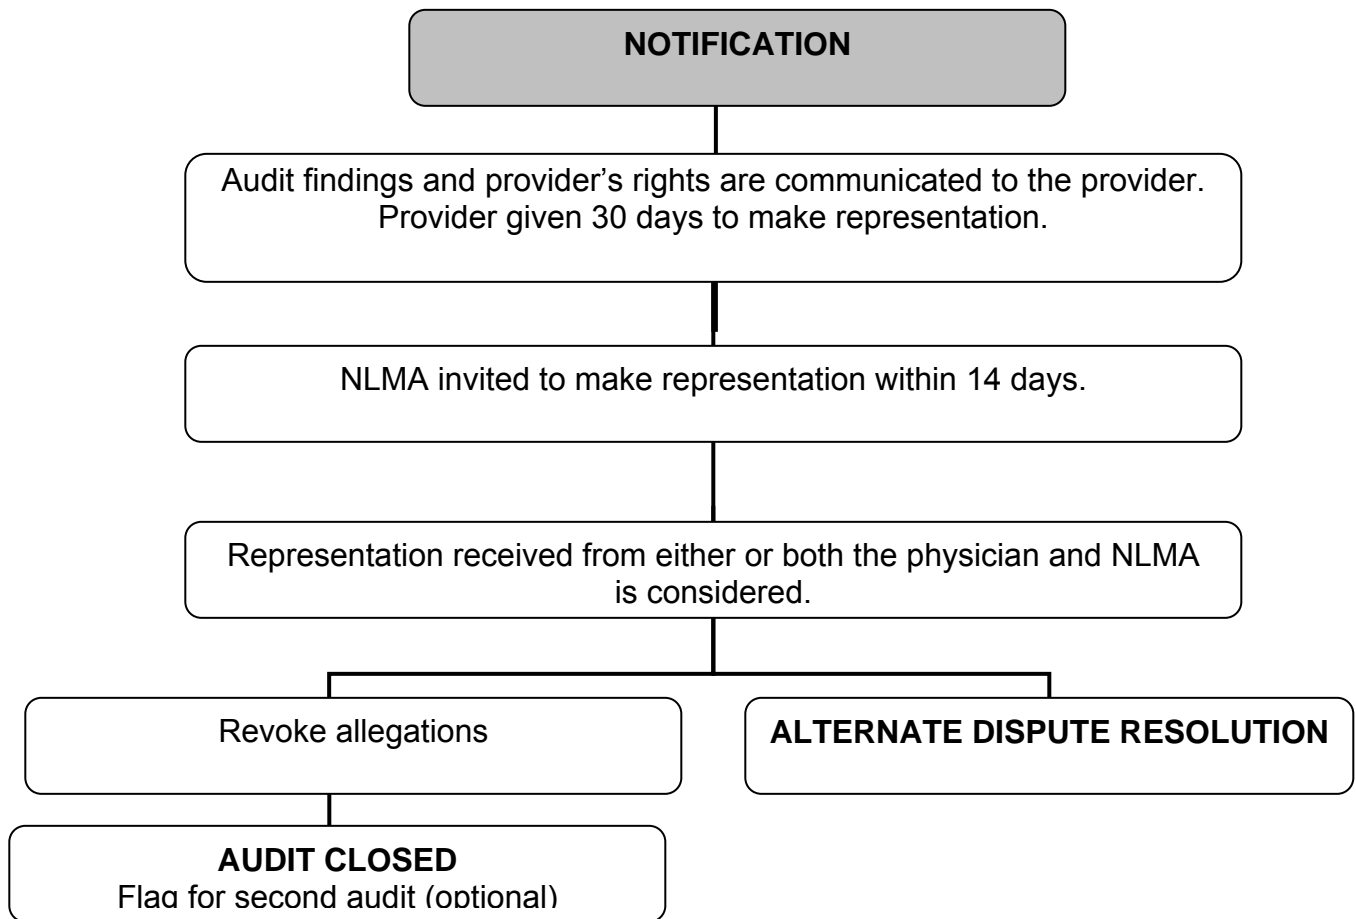 NOTIFICATION
Audit findings and provider’s rights are communicated to the provider.
Provider given 30 days to make representation.
NLMA invited to make representation within 14 days.
Representation received from either or both the physician and NLMA
is considered.
Revoke allegations
ALTERNATE DISPUTE RESOLUTION
AUDIT CLOSED
Flag for second audit (optional)